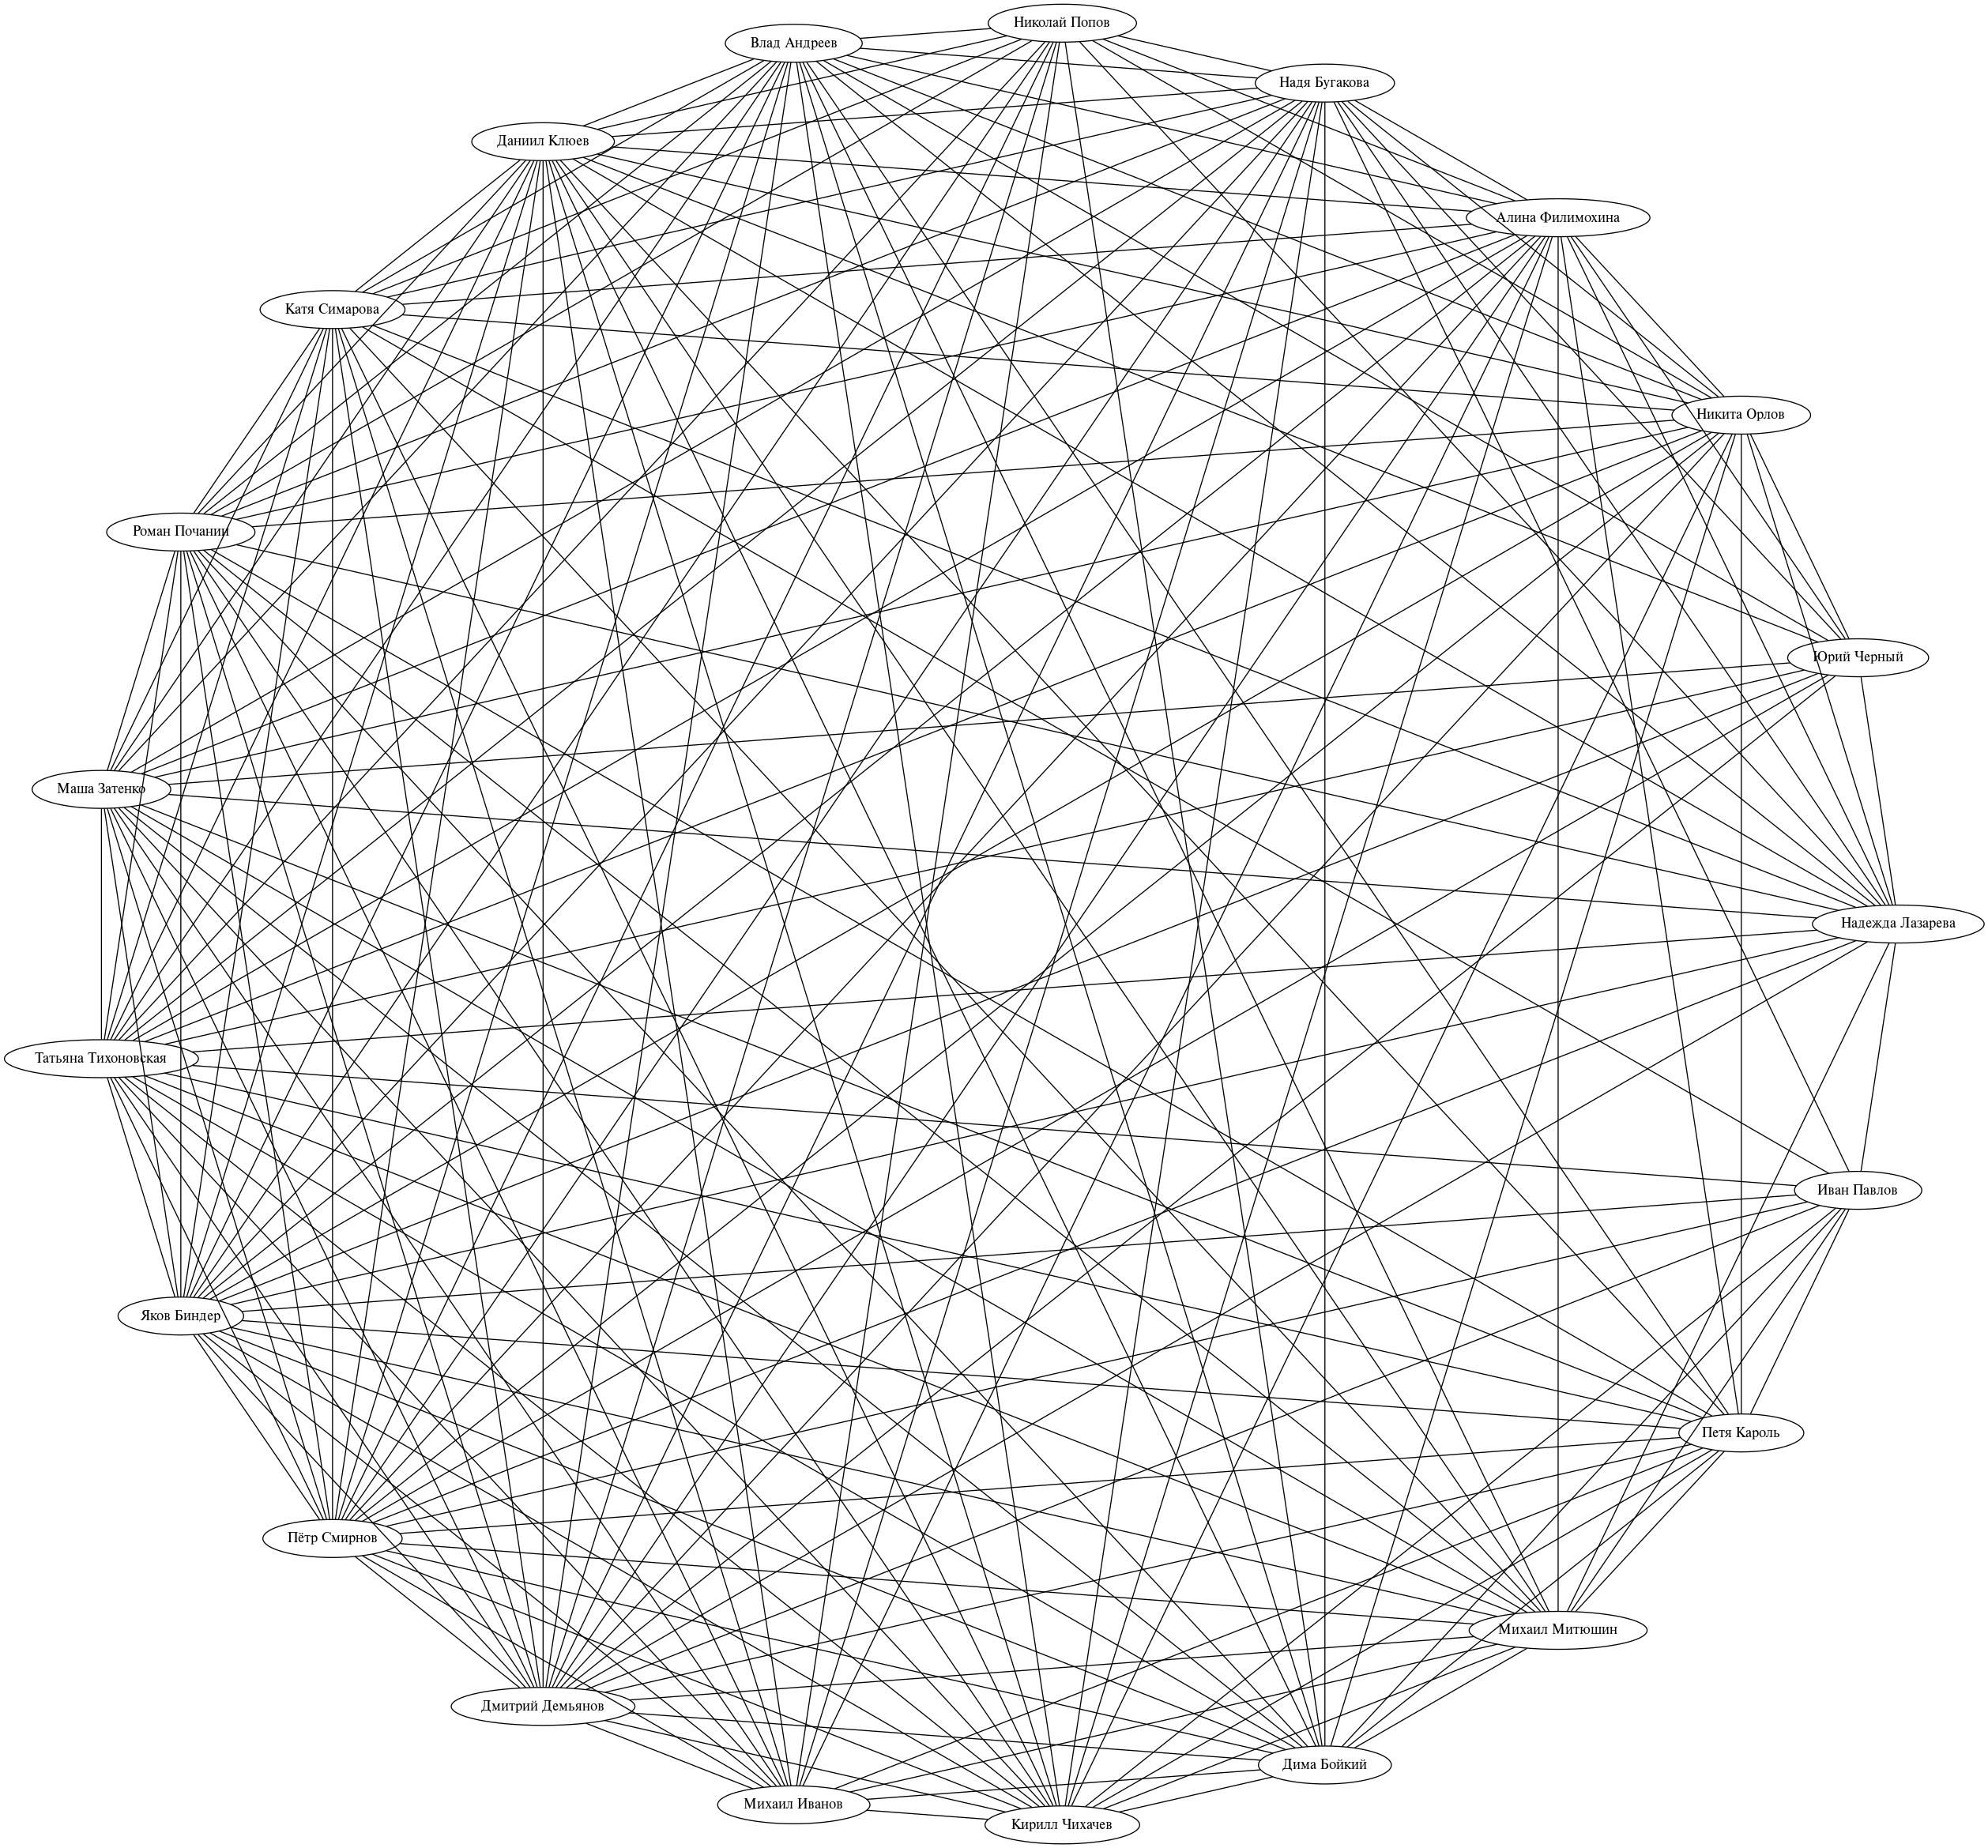 Николай Попов
Влад Андреев
Надя Бугакова
Даниил Клюев
Алина Филимохина
Катя Симарова
Никита Орлов
Роман Почанин
Юрий Черный
Маша Затенко
Надежда Лазарева
Татьяна Тихоновская
Иван Павлов
Яков Биндер
Петя Кароль
Пётр Смирнов
Михаил Митюшин
Дмитрий Демьянов
Дима Бойкий
Михаил Иванов
Кирилл Чихачев